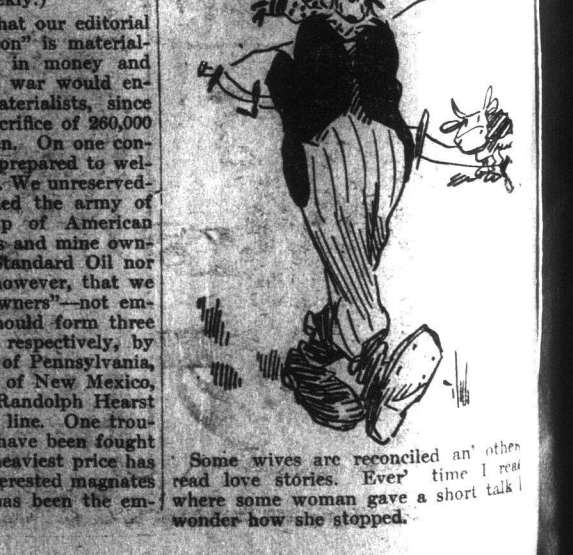 hat our editorial
on" is material-
in money and
war would en-
aterialists, since
crifice of 260,000
n. On one con-
prepared to wel-
We unreserved-
ed the army of
p of American
s and mine own-
Standard Oil nor
however, that we
wners"—not em-
hould form three
respectively, by
of Pennsylvania,
of New Mexico,
Randolph Hearst
line. One trou-
have been fought
heaviest price has
erested magnates
has been the em-
Some wives are reconciled an' other
read love stories. Ever' time I read
where some woman gave a short talk
wonder how she stopped.